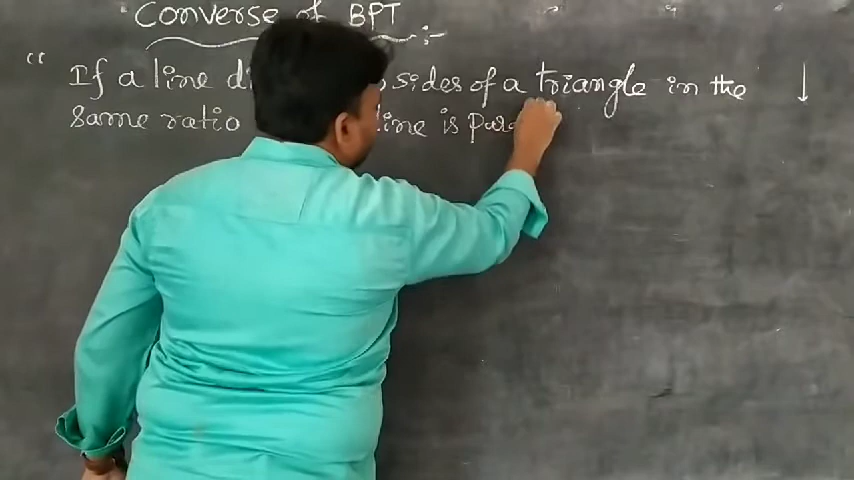 Converse of BPT :-
“ If a line di sides of a triangle in the ↓
same ratio line is para